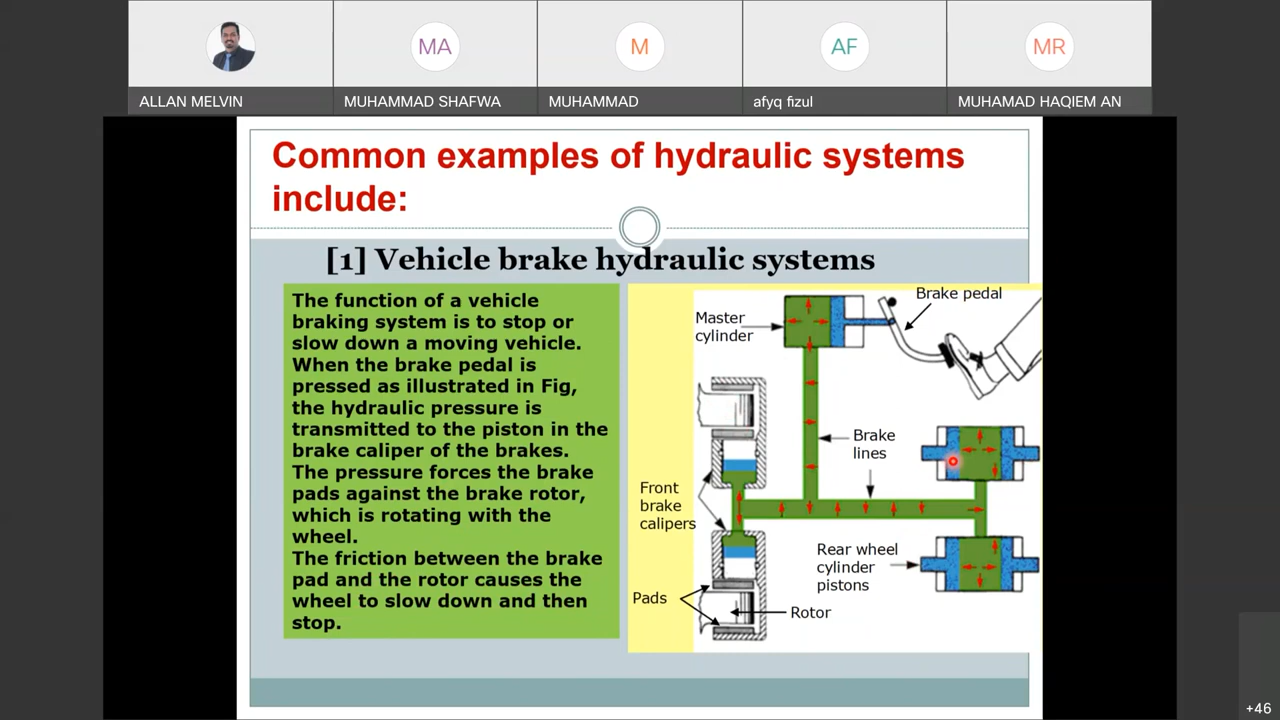 MA
M
AF
MR
ALLAN MELVIN
MUHAMMAD SHAFWA
MUHAMMAD
afyq fizul
MUHAMAD HAQIEM AN
Common examples of hydraulic systems
include:
[1] Vehicle brake hydraulic systems
The function of a vehicle
braking system is to stop or
slow down a moving vehicle.
When the brake pedal is
pressed as illustrated in Fig,
the hydraulic pressure is
transmitted to the piston in the
brake caliper of the brakes.
The pressure forces the brake
pads against the brake rotor,
which is rotating with the
wheel.
The friction between the brake
pad and the rotor causes the
wheel to slow down and then
stop.
Brake pedal
Master
cylinder
Brake
lines
Front
brake
calipers
Rear wheel
cylinder
pistons
Pads
Rotor
+46